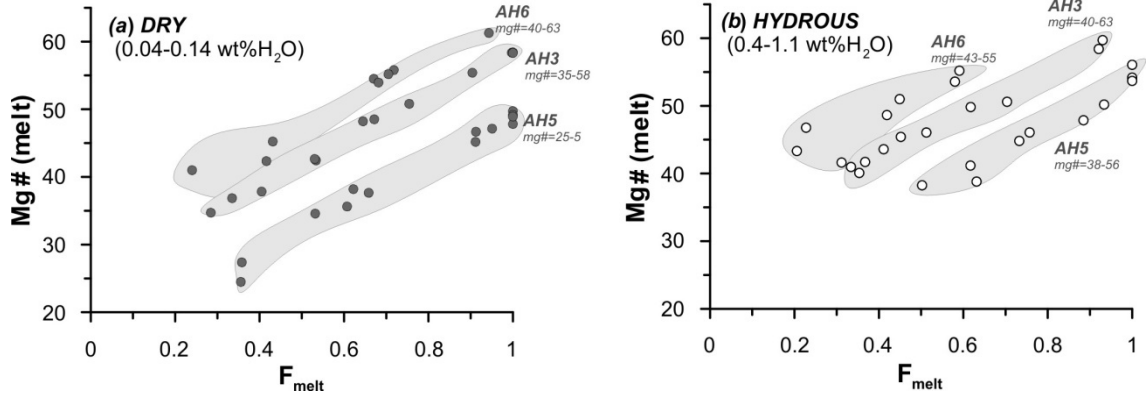 (a) DRY
(0.04-0.14 wt%H₂O)
AH6
mg#=40-63
AH3
mg#=35-58
AH5
mg#=25-5
Mg# (melt)
60
50
40
30
20
0
0.2
0.4
0.6
0.8
1
F melt
(b) HYDROUS
(0.4-1.1 wt%H₂O)
AH3
mg#=40-63
AH6
mg#=43-55
AH5
mg#=38-56
Mg# (melt)
60
50
40
30
20
0
0.2
0.4
0.6
0.8
1
F melt